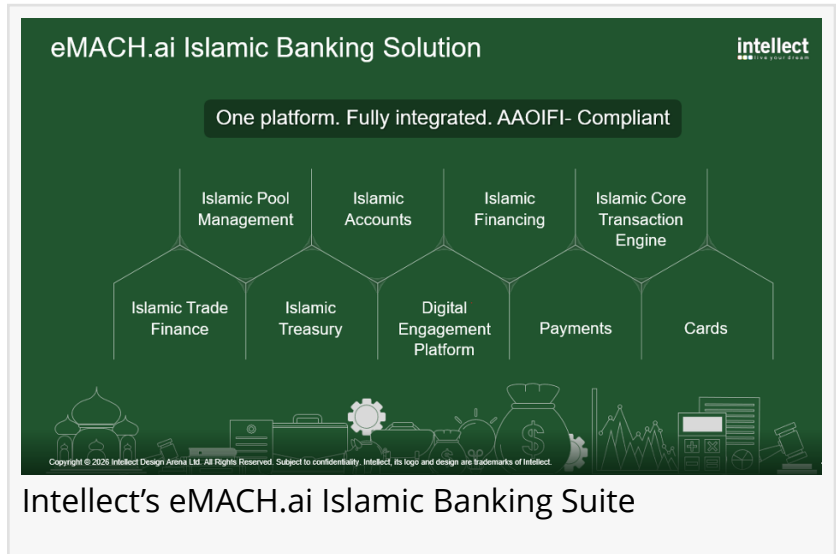 eMACH.ai Islamic Banking Solution
intellect
live your dream
One platform. Fully integrated. AAOIFI- Compliant
Islamic Pool
Management
Islamic
Accounts
Islamic
Financing
Islamic Core
Transaction
Engine
Islamic Trade
Finance
Islamic
Treasury
Digital
Engagement
Platform
Payments
Cards
Copyright © 2026 Intellect Design Arena Ltd. All Rights Reserved. Subject to confidentiality. Intellect, its logo and design are trademarks of Intellect.
Intellect’s eMACH.ai Islamic Banking Suite